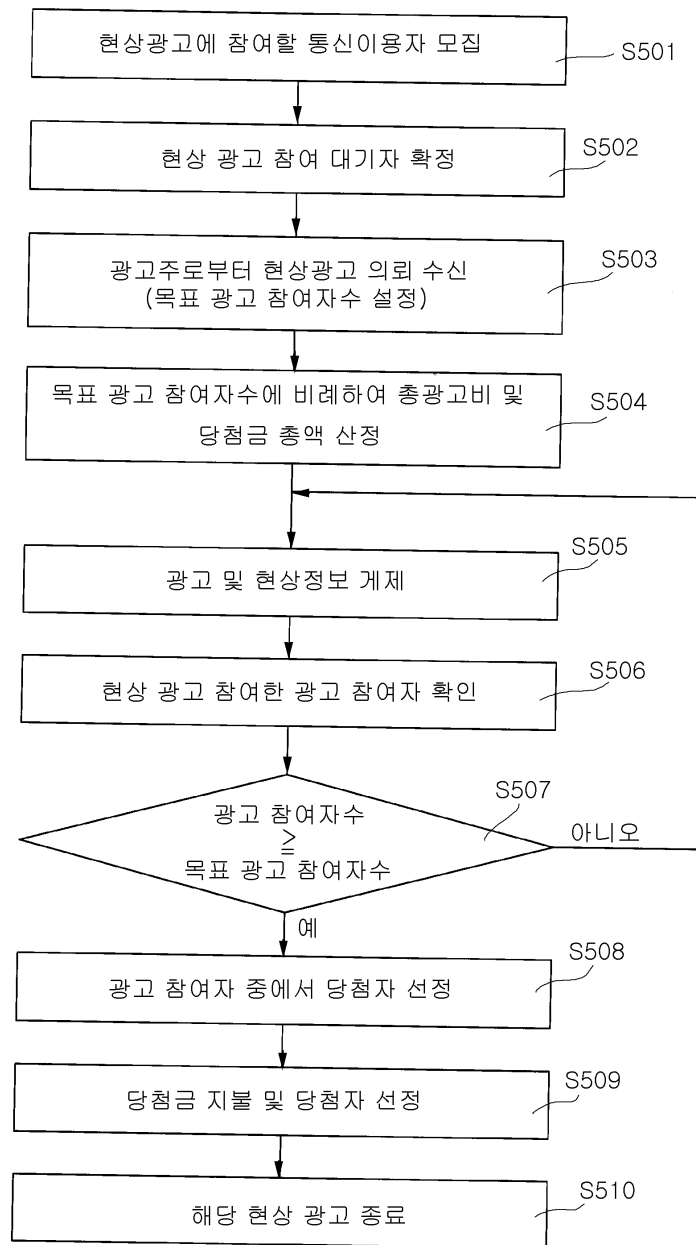 현상광고에 참여할 통신이용자 모집
S501
현상 광고 참여 대기자 확정
S502
광고주로부터 현상광고 의뢰 수신
(목표 광고 참여자수 설정)
S503
목표 광고 참여자수에 비례하여 총광고비 및
당첨금 총액 산정
S504
광고 및 현상정보 게제
S505
현상 광고 참여한 광고 참여자 확인
S506
광고 참여자수
≧
목표 광고 참여자수
S507
아니오
예
광고 참여자 중에서 당첨자 선정
S508
당첨금 지불 및 당첨자 선정
S509
해당 현상 광고 종료
S510